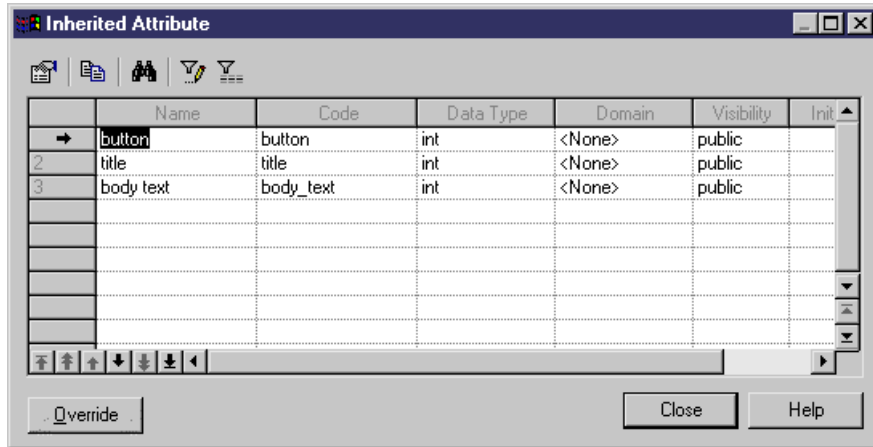 Inherited Attribute
Name Code Data Type Domain Visibility Init
button button int <None> public
2 title title int <None> public
3 body text body_text int <None> public
Override Close Help